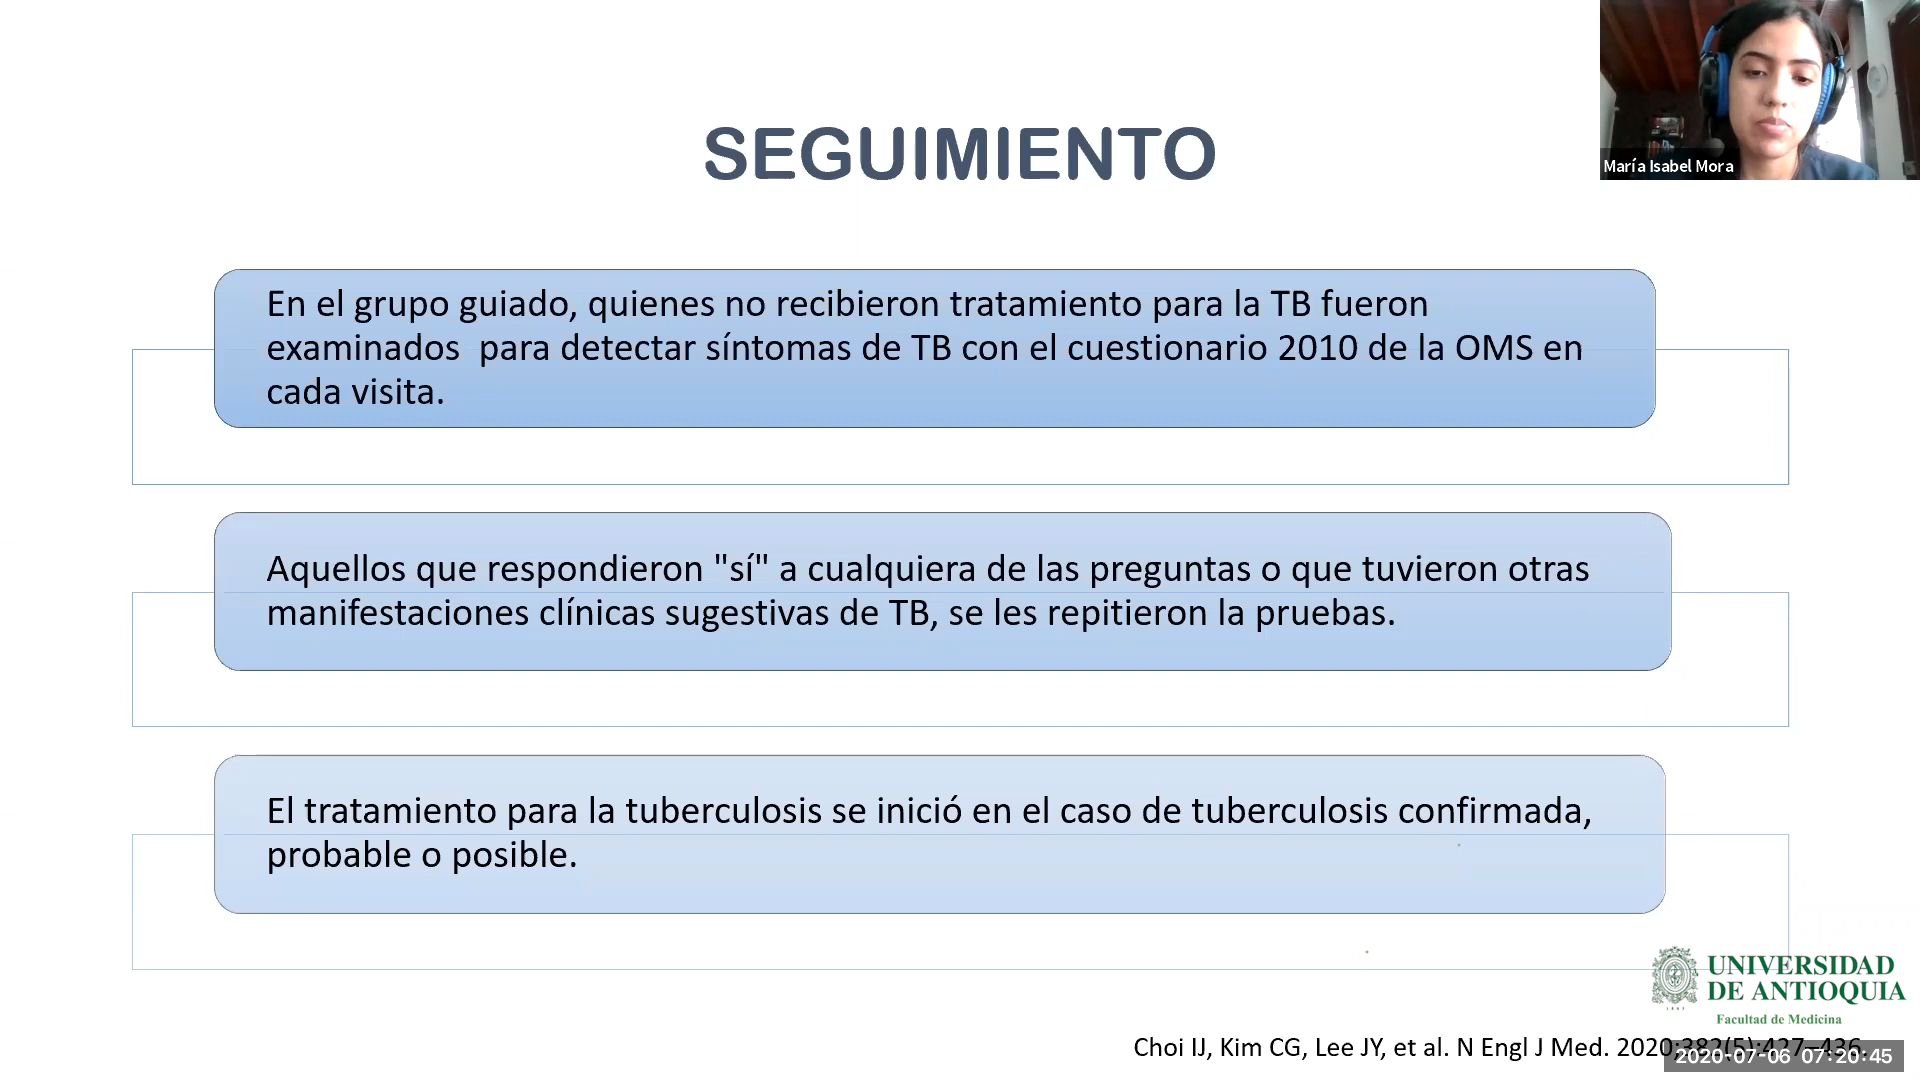 María Isabel Mora
SEGUIMIENTO
En el grupo guiado, quienes no recibieron tratamiento para la TB fueron
examinados  para detectar síntomas de TB con el cuestionario 2010 de la OMS en
cada visita.
Aquellos que respondieron "sí" a cualquiera de las preguntas o que tuvieron otras
manifestaciones clínicas sugestivas de TB, se les repitieron la pruebas.
El tratamiento para la tuberculosis se inició en el caso de tuberculosis confirmada,
probable o posible.
UNIVERSIDAD
DE ANTIOQUIA
Facultad de Medicina
Choi IJ, Kim CG, Lee JY, et al. N Engl J Med. 2020;382(5):427–436.
2020-07-06 07:20:45